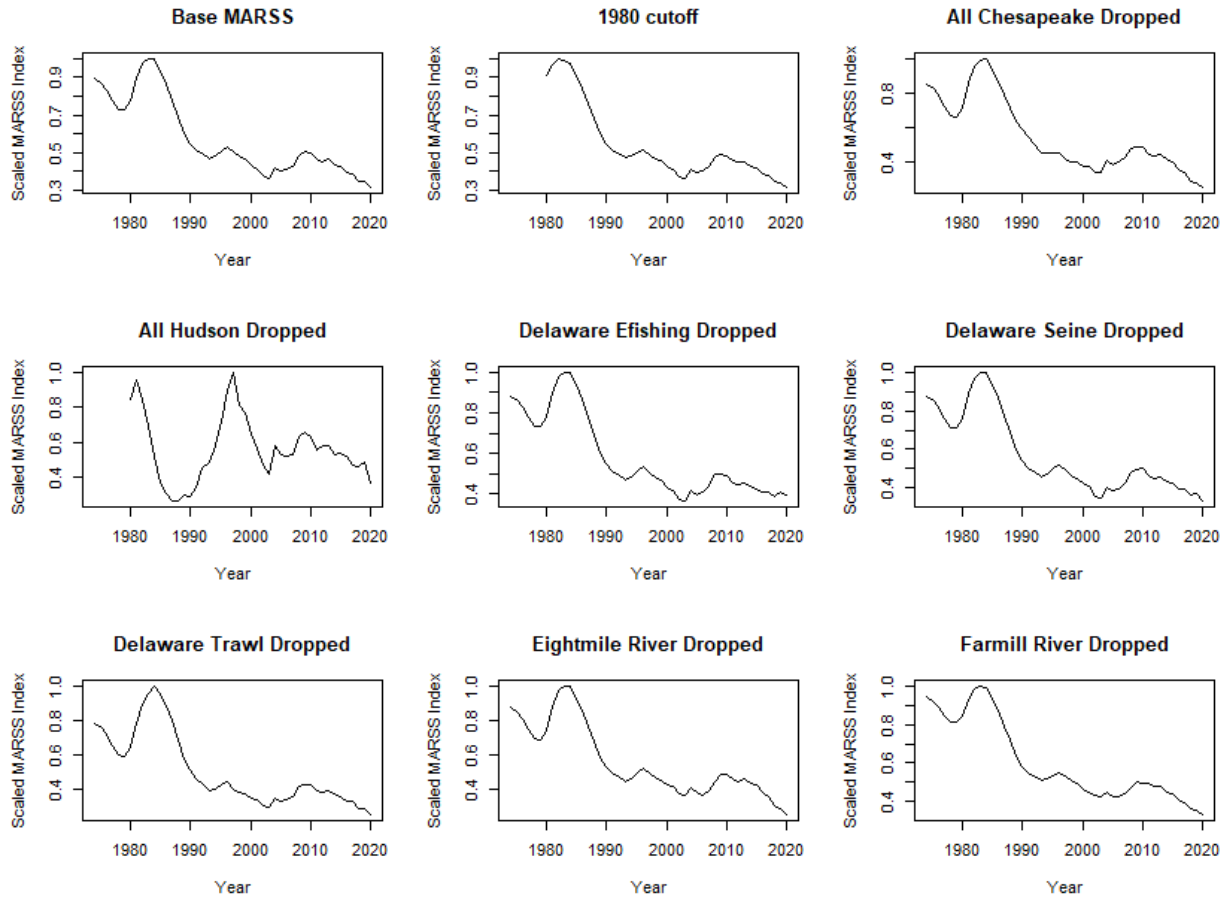 Base MARSS
Scaled MARSS Index
0.3 0.5 0.7 0.9
1980 1990 2000 2010 2020
Year
1980 cutoff
Scaled MARSS Index
0.3 0.5 0.7 0.9
1980 1990 2000 2010 2020
Year
All Chesapeake Dropped
Scaled MARSS Index
0.4 0.8
1980 1990 2000 2010 2020
Year
All Hudson Dropped
Scaled MARSS Index
0.4 0.6 0.8 1.0
1980 1990 2000 2010 2020
Year
Delaware Efishing Dropped
Scaled MARSS Index
0.4 0.6 0.8 1.0
1980 1990 2000 2010 2020
Year
Delaware Seine Dropped
Scaled MARSS Index
0.4 0.6 0.8 1.0
1980 1990 2000 2010 2020
Year
Delaware Trawl Dropped
Scaled MARSS Index
0.4 0.6 0.8 1.0
1980 1990 2000 2010 2020
Year
Eightmile River Dropped
Scaled MARSS Index
0.4 0.6 0.8 1.0
1980 1990 2000 2010 2020
Year
Farmill River Dropped
Scaled MARSS Index
0.4 0.6 0.8 1.0
1980 1990 2000 2010 2020
Year